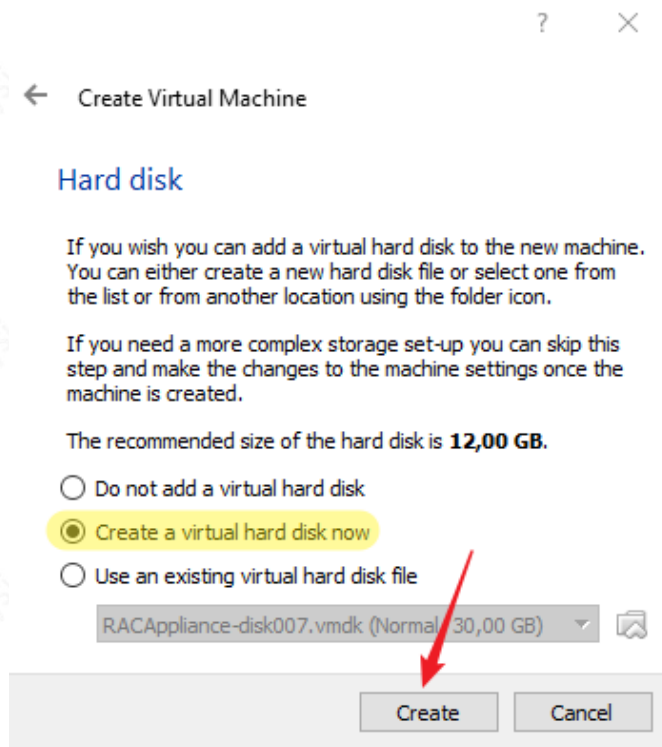 ?
Create Virtual Machine
Hard disk
If you wish you can add a virtual hard disk to the new machine.
You can either create a new hard disk file or select one from
the list or from another location using the folder icon.
If you need a more complex storage set-up you can skip this
step and make the changes to the machine settings once the
machine is created.
The recommended size of the hard disk is 12,00 GB.
Do not add a virtual hard disk
Create a virtual hard disk now
Use an existing virtual hard disk file
RACAppliance-disk007.vmdk (Normal, 30,00 GB)
Create Cancel